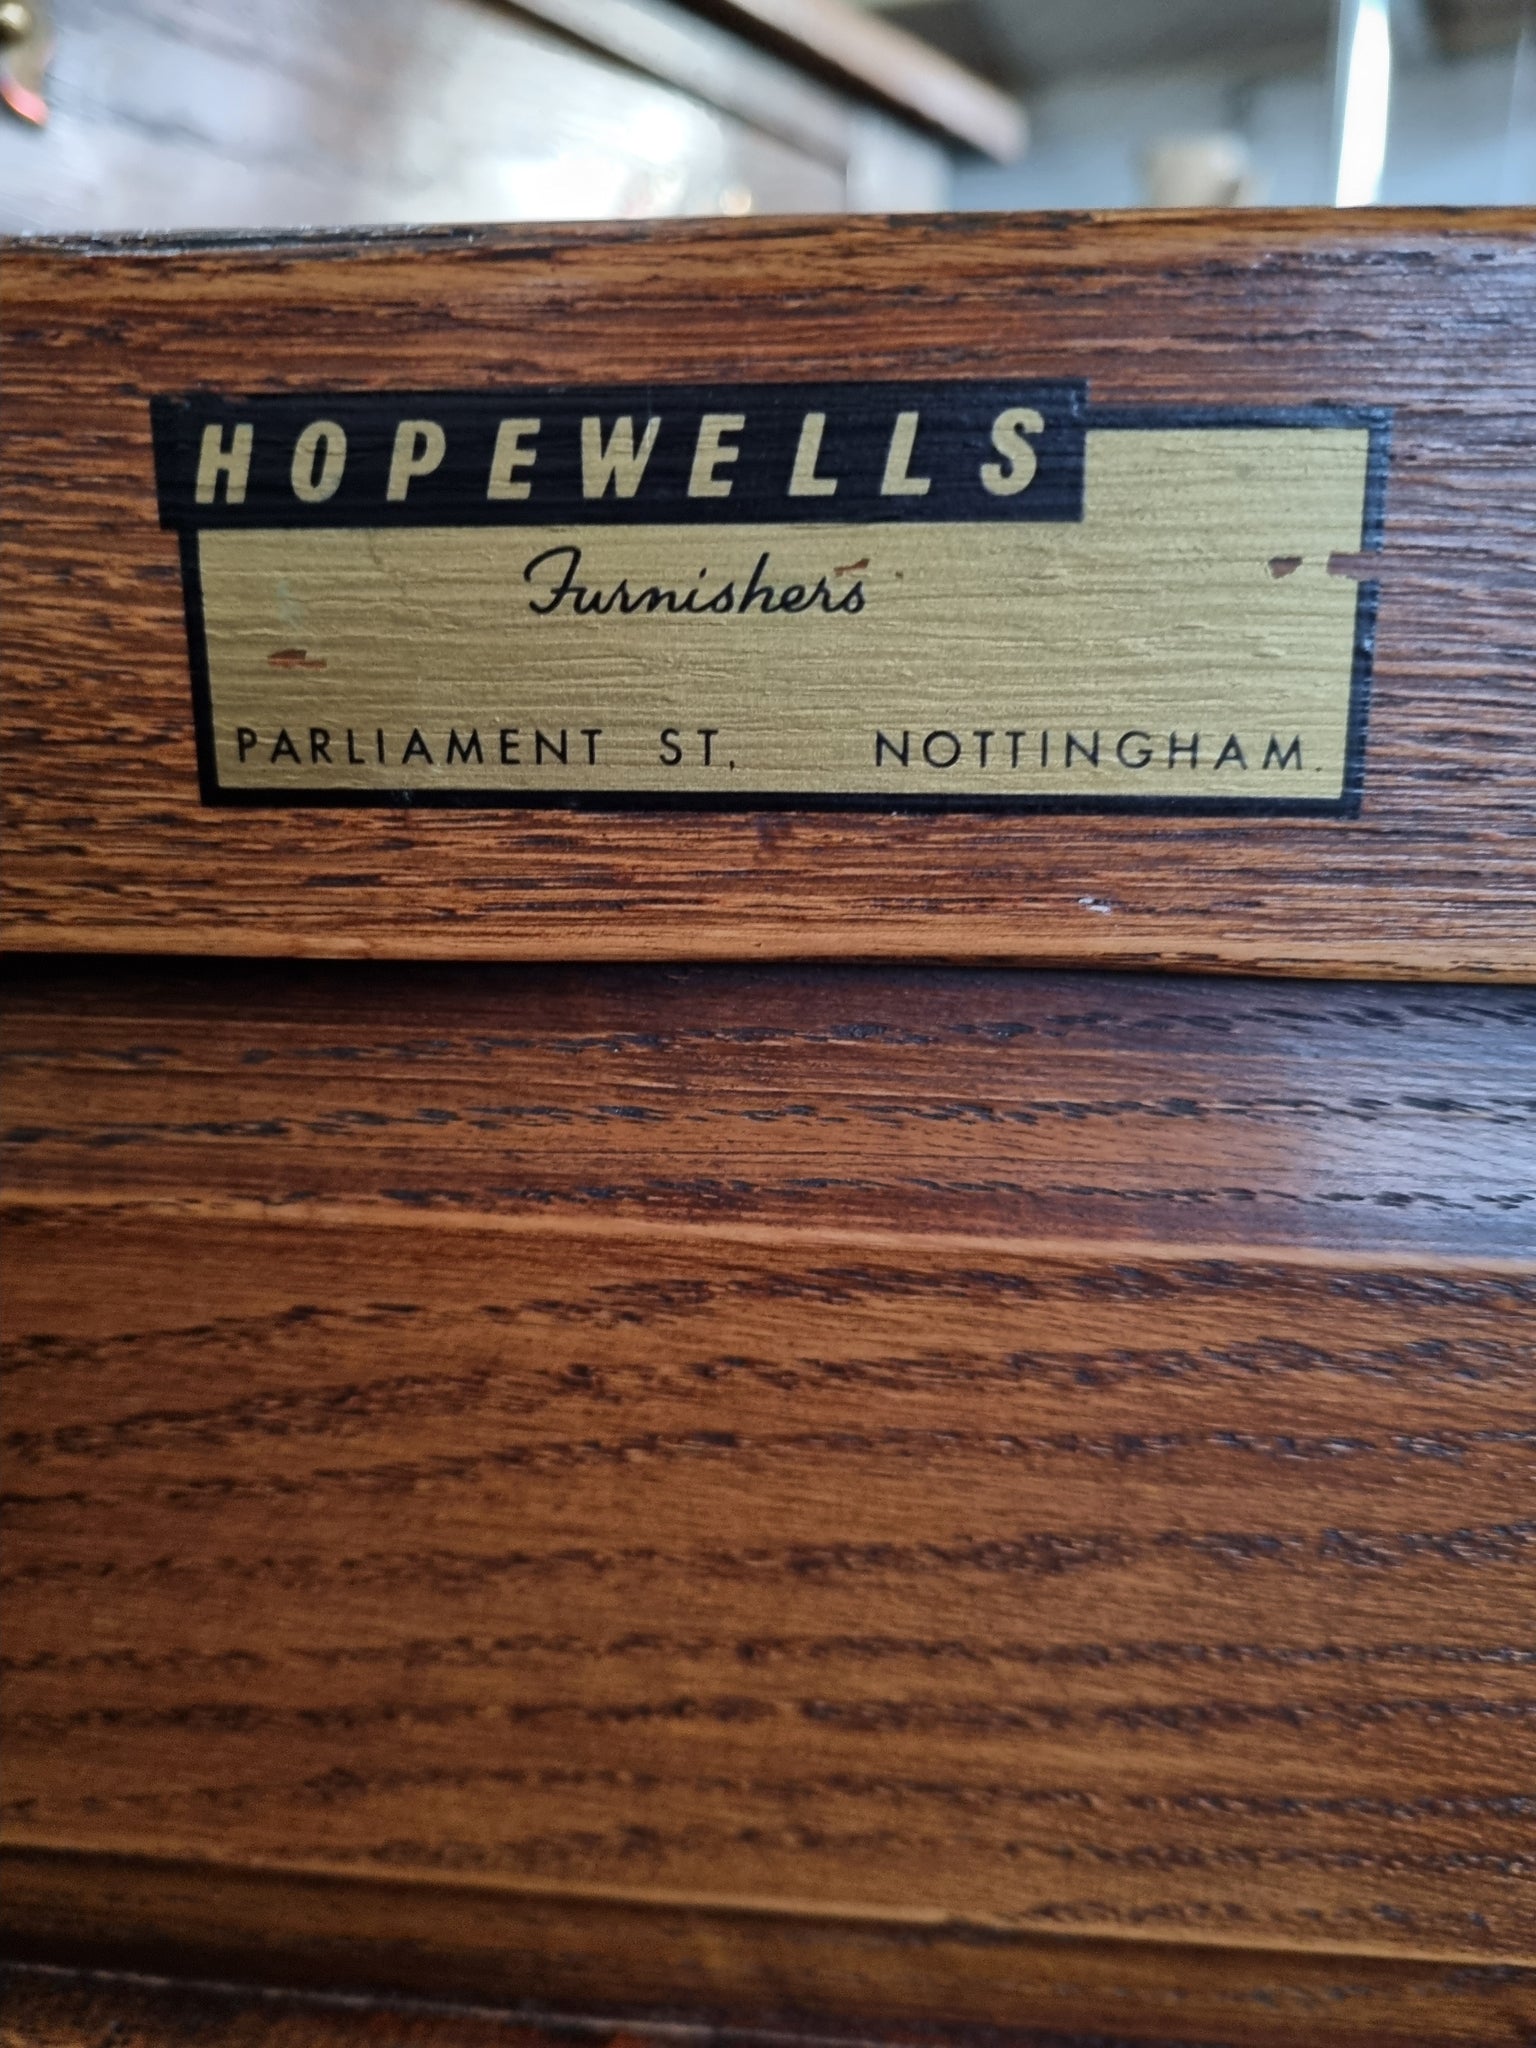 HOPEWELLS
Furnishers
PARLIAMENT ST, NOTTINGHAM.